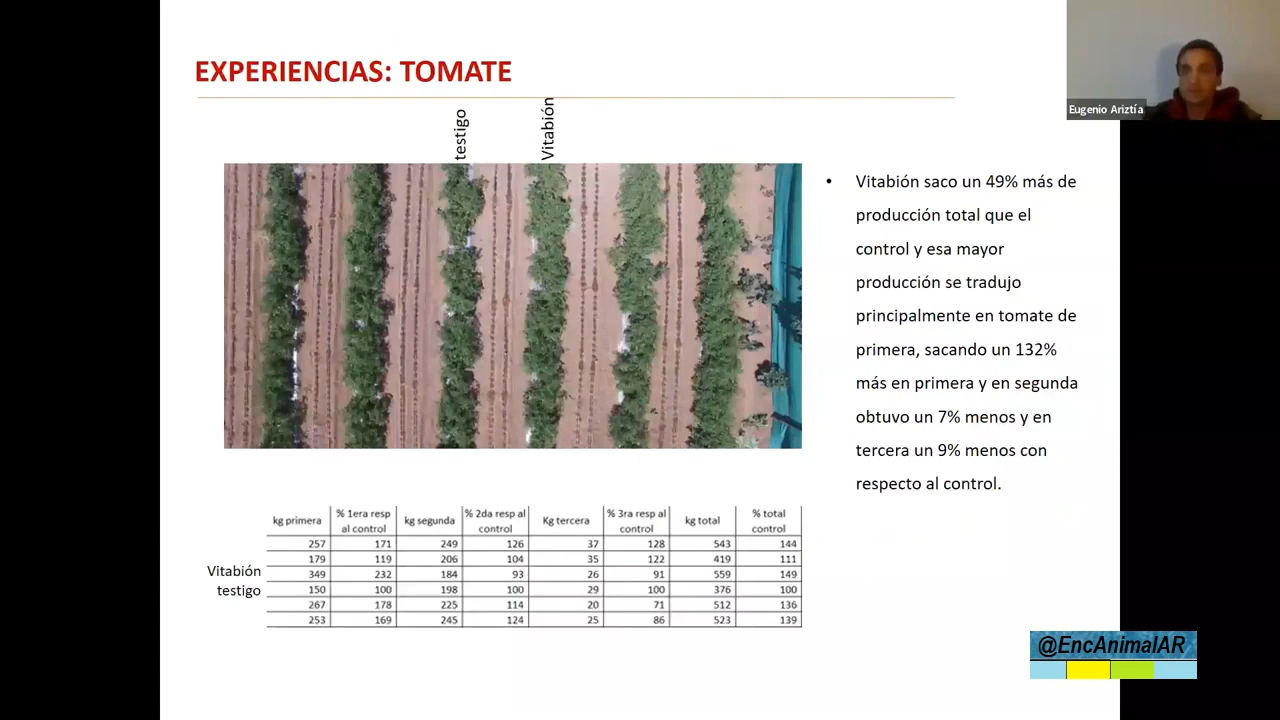 EXPERIENCIAS: TOMATE
Eugenio Ariztía
testigo
Vitabión
• Vitabión saco un 49% más de
producción total que el
control y esa mayor
producción se tradujo
principalmente en tomate de
primera, sacando un 132%
más en primera y en segunda
obtuvo un 7% menos y en
tercera un 9% menos con
respecto al control.
kg primera % 1era resp al control kg segunda % 2da resp al control Kg tercera % 3ra resp al control kg total % total control
257 171 249 126 37 128 543 144
179 119 206 104 35 122 419 111
Vitabión 349 232 184 93 26 91 559 149
testigo 150 100 198 100 29 100 376 100
267 178 225 114 20 71 512 136
253 169 245 124 25 86 523 139
@EncAnimalAR